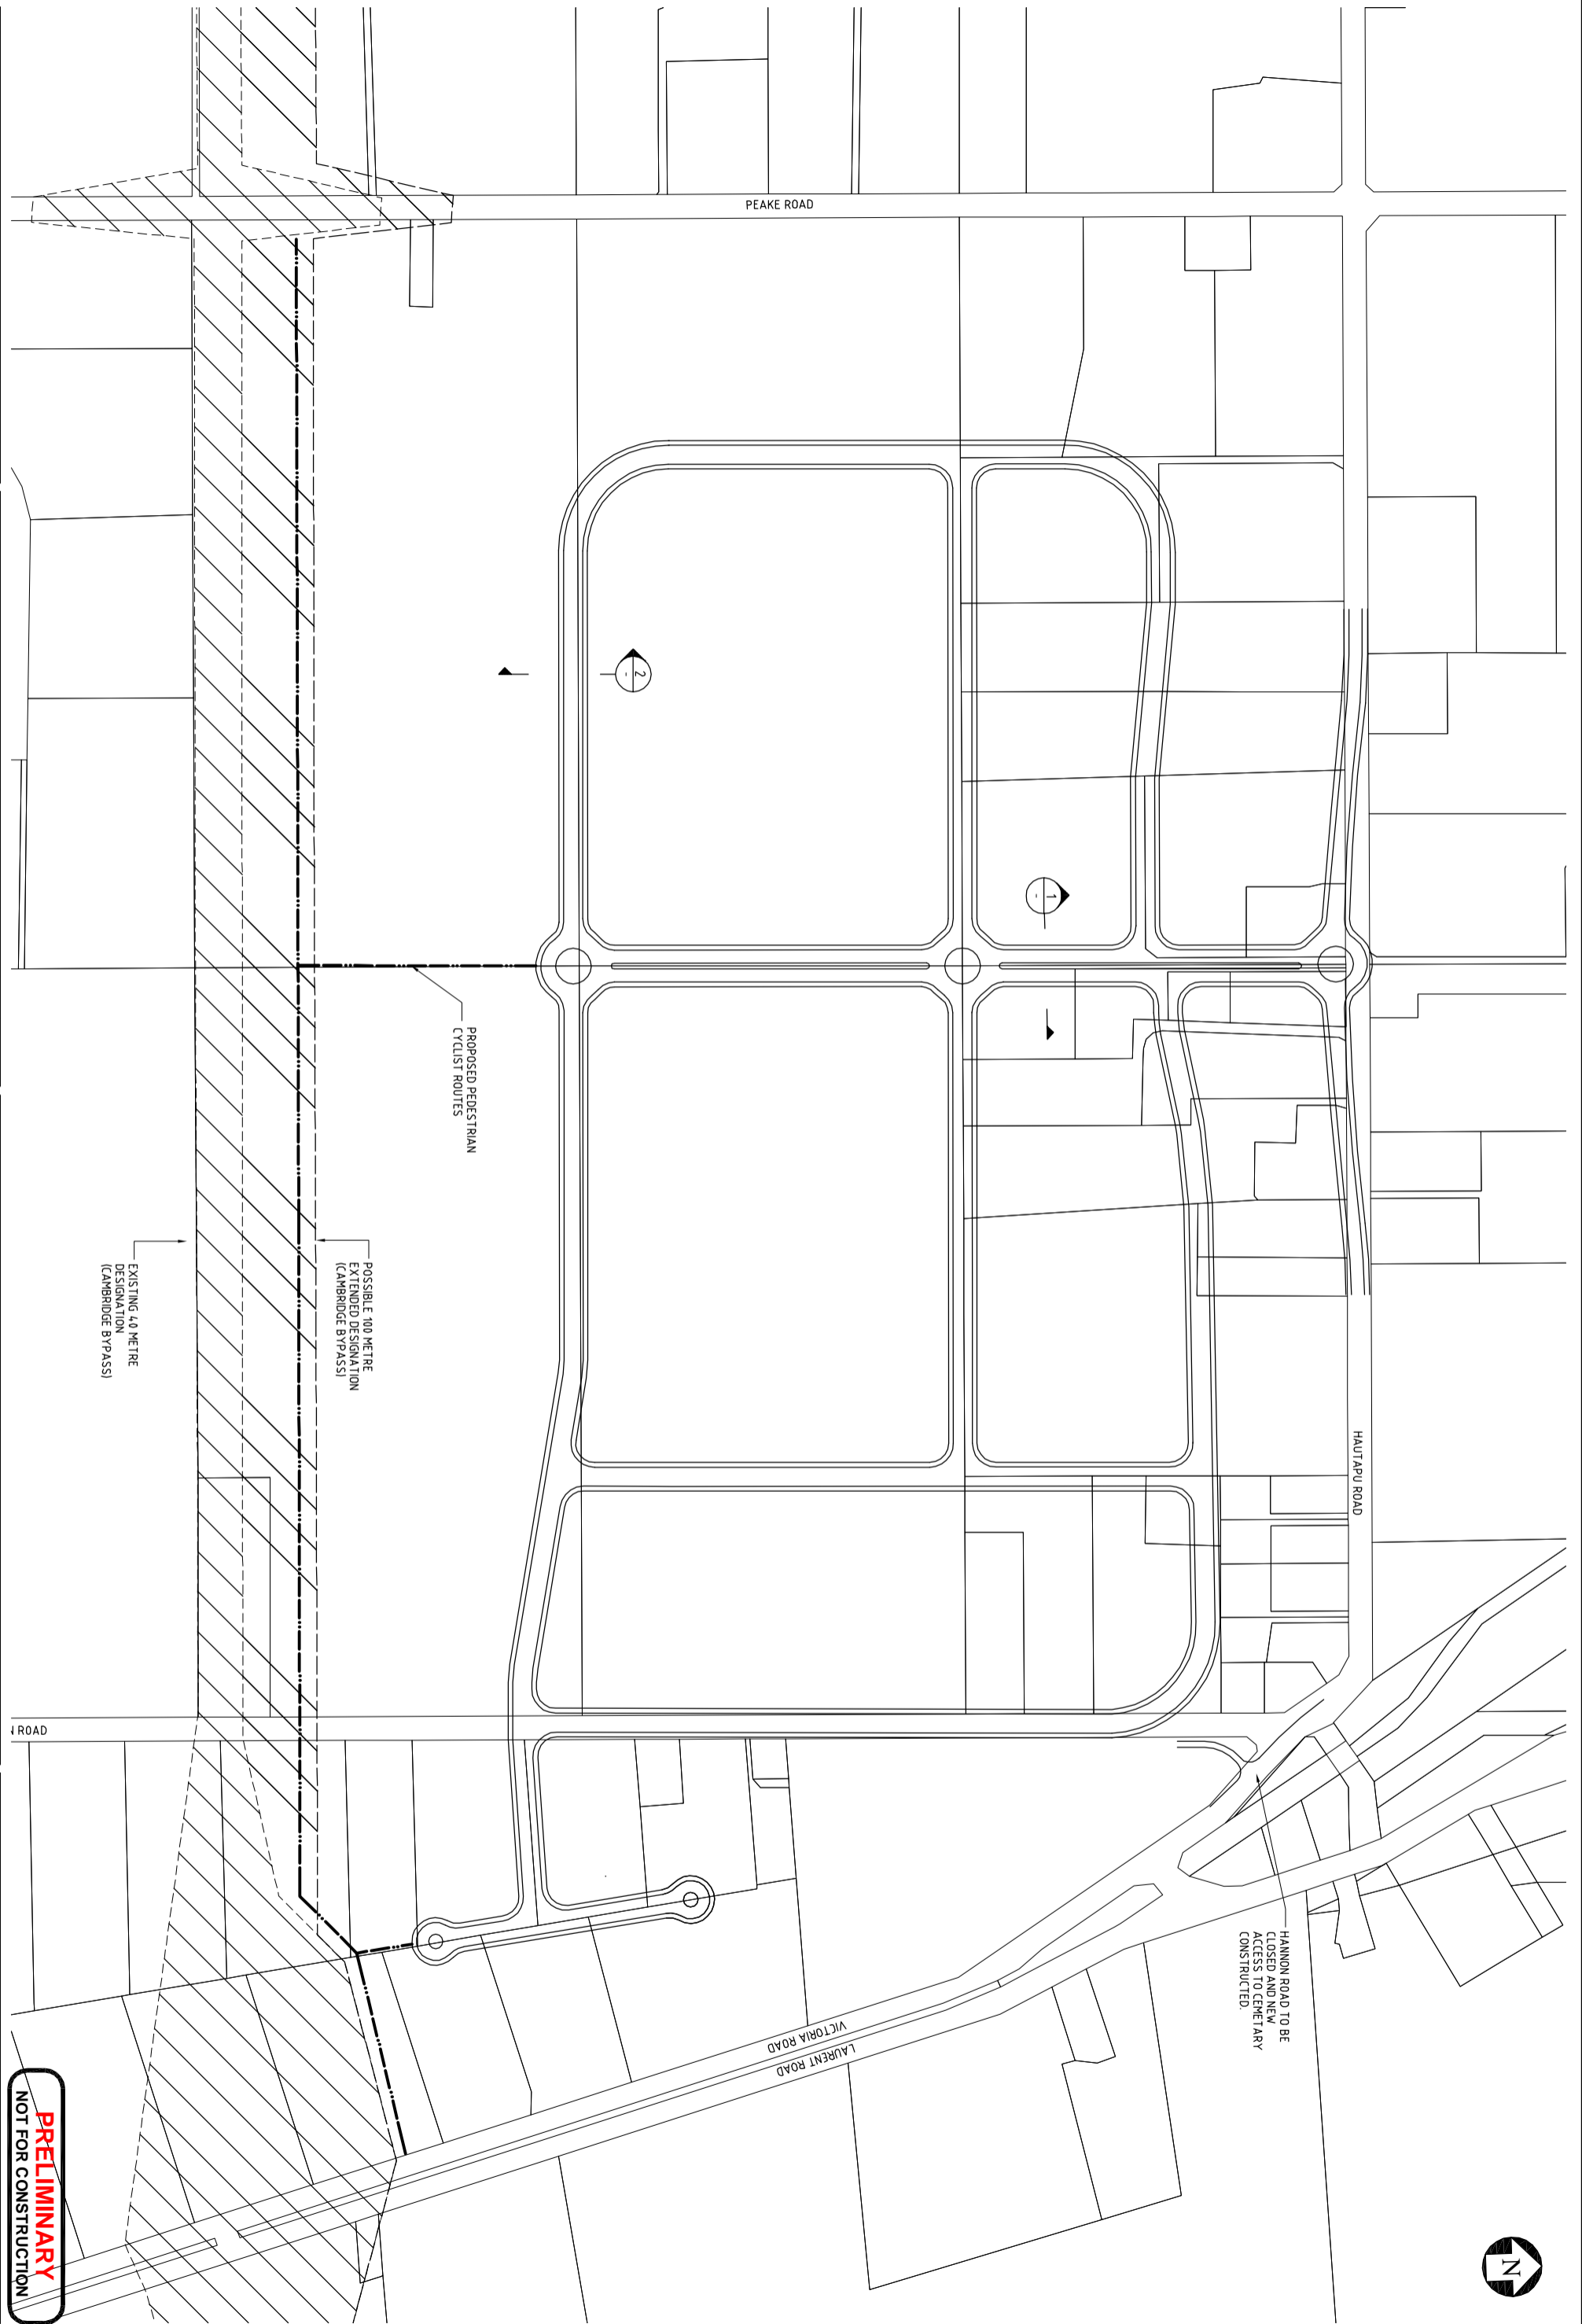 PEAKE ROAD
2
-
1
-
PROPOSED PEDESTRIAN
CYCLIST ROUTES
POSSIBLE 100 METRE
EXTENDED DESIGNATION
(CAMBRIDGE BYPASS)
EXISTING 40 METRE
DESIGNATION
(CAMBRIDGE BYPASS)
HAUTAPU ROAD
N ROAD
HANNON ROAD TO BE
CLOSED AND NEW
ACCESS TO CEMETARY
CONSTRUCTED.
VICTORIA ROAD
LAURENT ROAD
N
PRELIMINARY
NOT FOR CONSTRUCTION